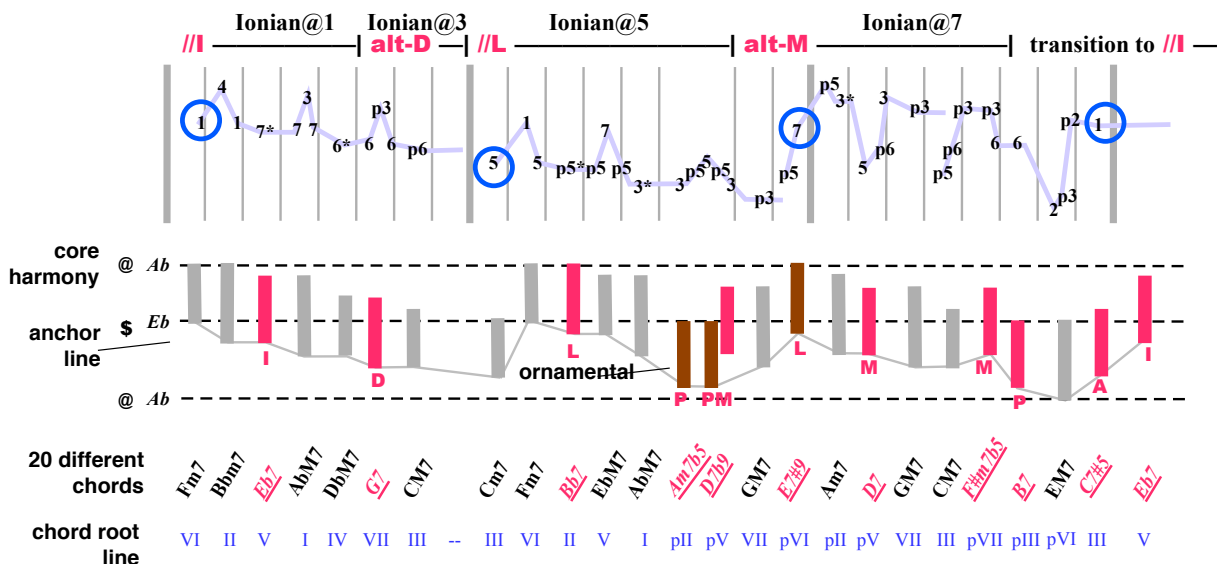 Ionian@1 Ionian@3 Ionian@5 Ionian@7
//I alt-D //L alt-M transition to //I
1 4 1 7* 7 3 7 6* 6 p3 6 p6 5 1 5 p5* p5 7 p5 3* 3 p5 5 p5 3 p3 p5 7 p5 3* 5 p6 3 p3 p5 p6 p3 p3 6 6 2 p3 p2 1
core harmony @ Ab
anchor line $ Eb
@ Ab
ornamental
I D L P PM L M M P A I
20 different chords Fm7 Bbm7 Eb7 AbM7 DbM7 G7 CM7 Cm7 Fm7 Bb7 EbM7 AbM7 Am7b5 D7b9 GM7 E7#9 Am7 D7 GM7 CM7 F#m7b5 B7 EM7 C7#5 Eb7
chord root line VI II V I IV VII III -- III VI II V I pII pV VII pVI pII pV VII III pVII pIII pVI III V